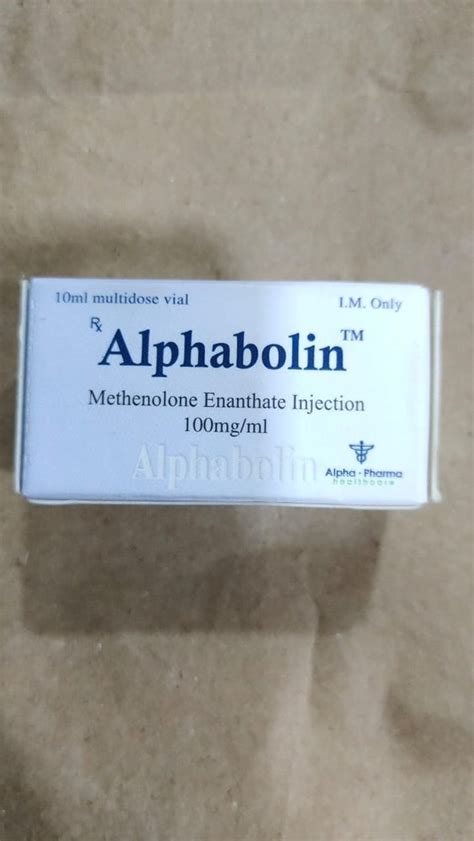 10ml multidose vial
I.M. Only
℞
Alphabolin™
Methenolone Enanthate Injection
100mg/ml
Alphabolin
Alpha - Pharma
healthcare